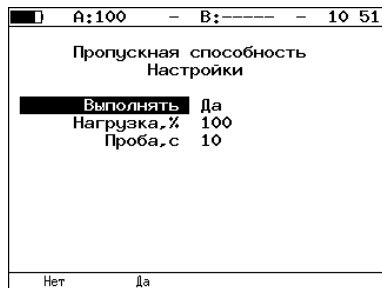 A:100 - B:----- - 10 51
Пропускная способность
Настройки
Выполнять Да
Нагрузка,% 100
Проба,с 10
Нет Да